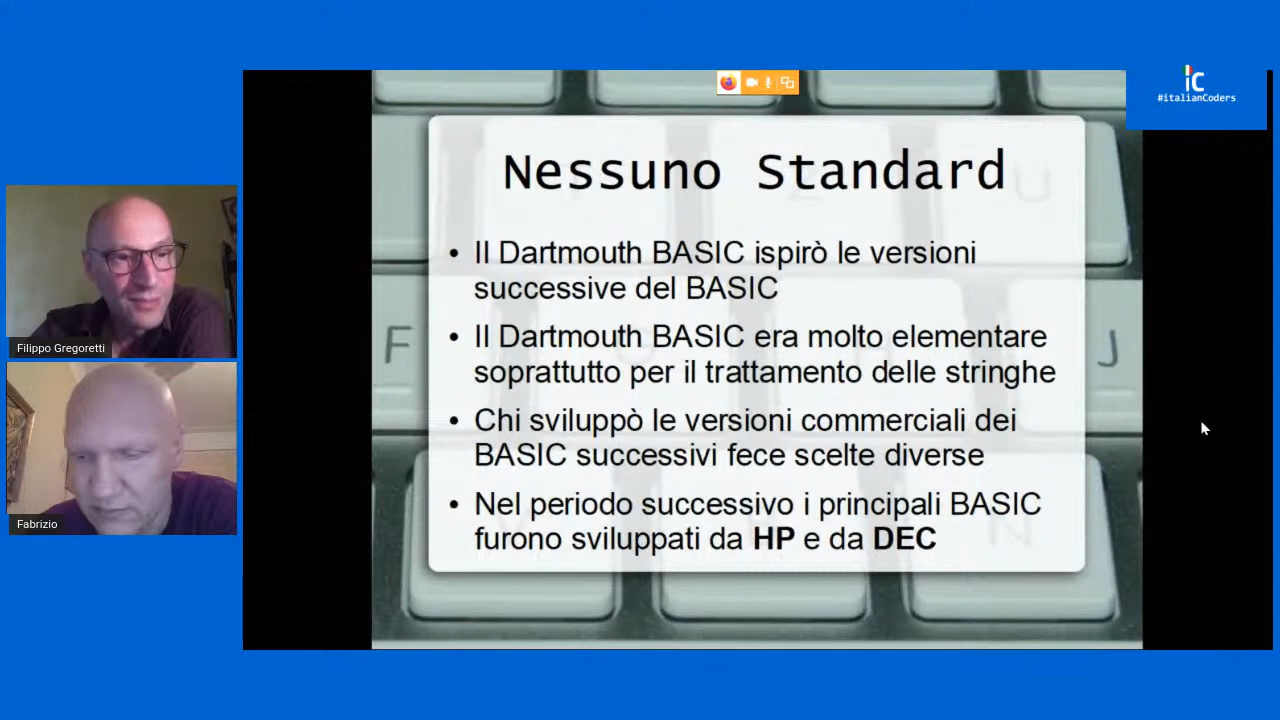 iC
#italianCoders
Nessuno Standard
• Il Dartmouth BASIC ispirò le versioni
successive del BASIC
• Il Dartmouth BASIC era molto elementare
soprattutto per il trattamento delle stringhe
• Chi sviluppò le versioni commerciali dei
BASIC successivi fece scelte diverse
• Nel periodo successivo i principali BASIC
furono sviluppati da HP e da DEC
F
J
U
N
Filippo Gregoretti
Fabrizio